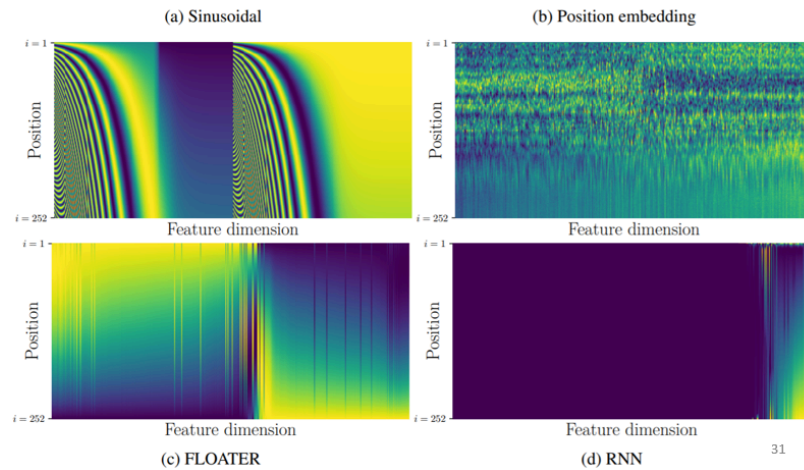 (a) Sinusoidal
(b) Position embedding
i = 1
Position
i = 252
Feature dimension
i = 1
Position
i = 252
Feature dimension
i = 1
Position
i = 252
Feature dimension
(c) FLOATER
i = 1
Position
i = 252
Feature dimension
(d) RNN
31